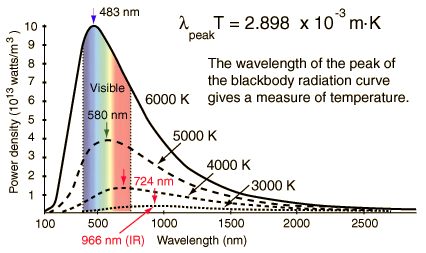 483 nm
λpeak T = 2.898 x 10⁻³ m·K
The wavelength of the peak of
the blackbody radiation curve
gives a measure of temperature.
Power density (10¹³ watts/m³)
10
9
8
7
6
5
4
3
2
1
Visible
580 nm
6000 K
5000 K
4000 K
3000 K
724 nm
966 nm (IR)
100 500 1000 1500 2000 2500
Wavelength (nm)